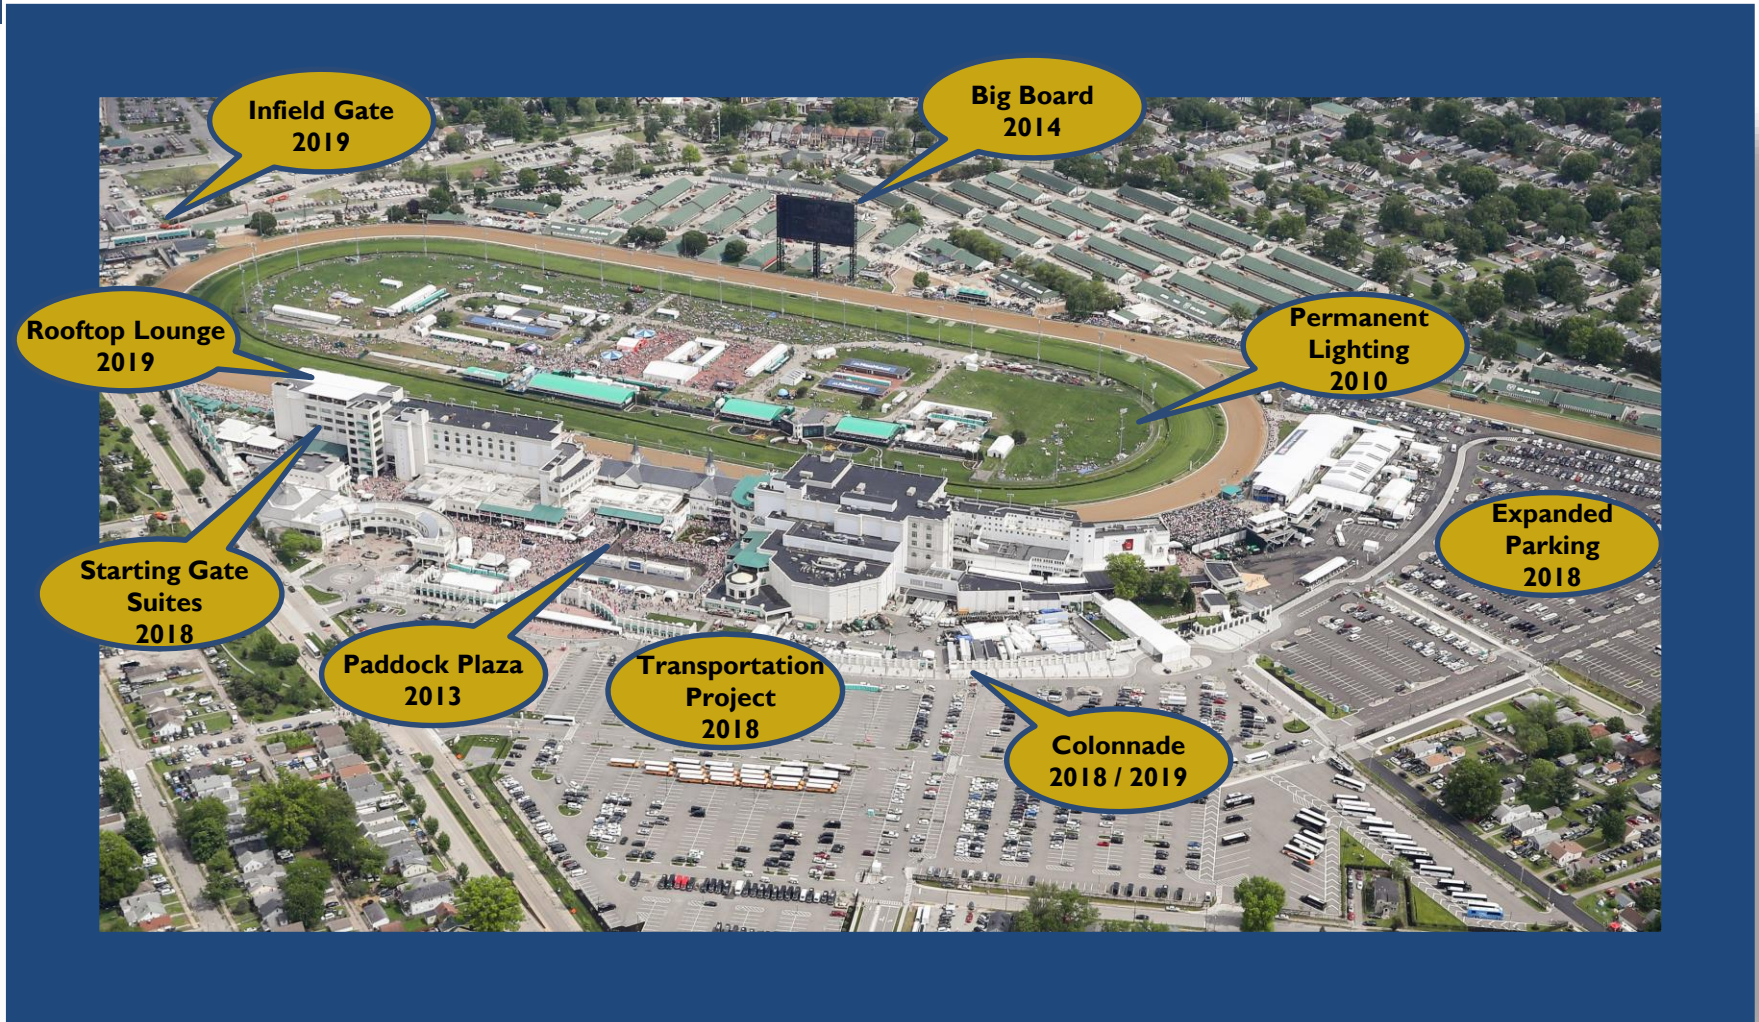 Infield Gate
2019
Big Board
2014
Rooftop Lounge
2019
Permanent
Lighting
2010
Starting Gate
Suites
2018
Expanded
Parking
2018
Paddock Plaza
2013
Transportation
Project
2018
Colonnade
2018 / 2019